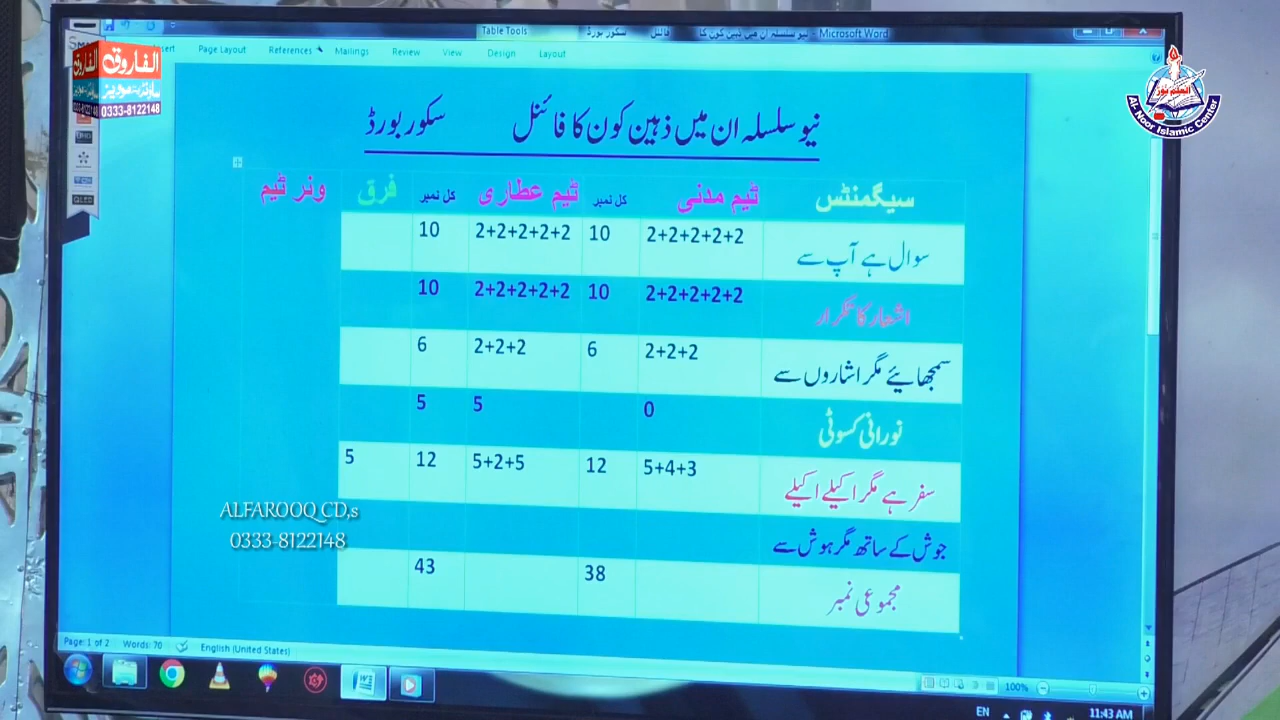 Table Tools
Microsoft Word
Page Layout References Mailings Review View Design Layout
الفاروق
0333-8122148
النور
AL-Noor Islamic Center
نیو سلسلہ ان میں ذہین کون کا فائنل سکور بورڈ
سیگمنٹس ٹیم مدنی کل نمبر ٹیم عطاری کل نمبر فرق ونر ٹیم
سوال ہے آپ سے 2+2+2+2+2 10 2+2+2+2+2 10
اشعار کا تکرار 2+2+2+2+2 10 2+2+2+2+2 10
سمجھائیے مگر اشاروں سے 2+2+2 6 2+2+2 6
نورانی کسوٹی 0 5 5
سفر ہے مگر اکیلے اکیلے 5+4+3 12 5+2+5 12 5
جوش کے ساتھ مگر ہوش سے
مجموعی نمبر 38 43
ALFAROOQ CD,s
0333-8122148
Page: 1 of 2 Words: 70 English (United States)
100%
EN 11:43 AM